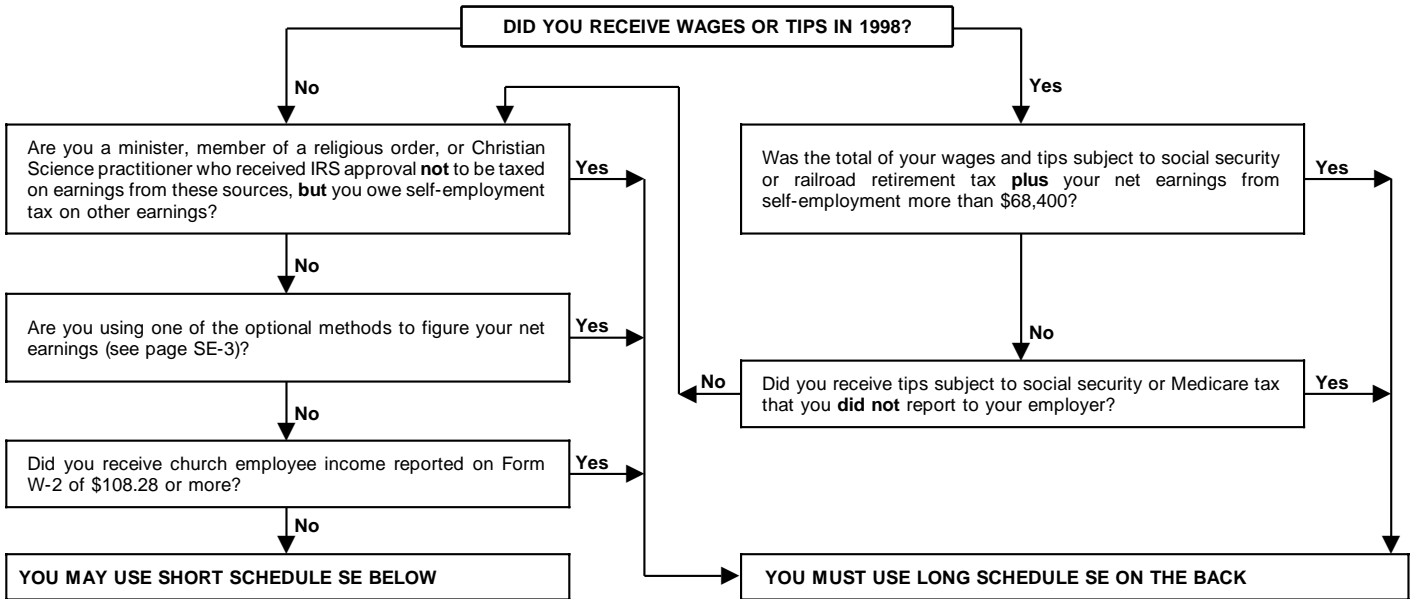 DID YOU RECEIVE WAGES OR TIPS IN 1998?
No
Yes
Are you a minister, member of a religious order, or Christian
Science practitioner who received IRS approval not to be taxed
on earnings from these sources, but you owe self-employment
tax on other earnings?
Yes
Was the total of your wages and tips subject to social security
or railroad retirement tax plus your net earnings from
self-employment more than $68,400?
Yes
No
Are you using one of the optional methods to figure your net
earnings (see page SE-3)?
Yes
No
No
Did you receive tips subject to social security or Medicare tax
that you did not report to your employer?
Yes
No
Did you receive church employee income reported on Form
W-2 of $108.28 or more?
Yes
No
YOU MAY USE SHORT SCHEDULE SE BELOW
YOU MUST USE LONG SCHEDULE SE ON THE BACK